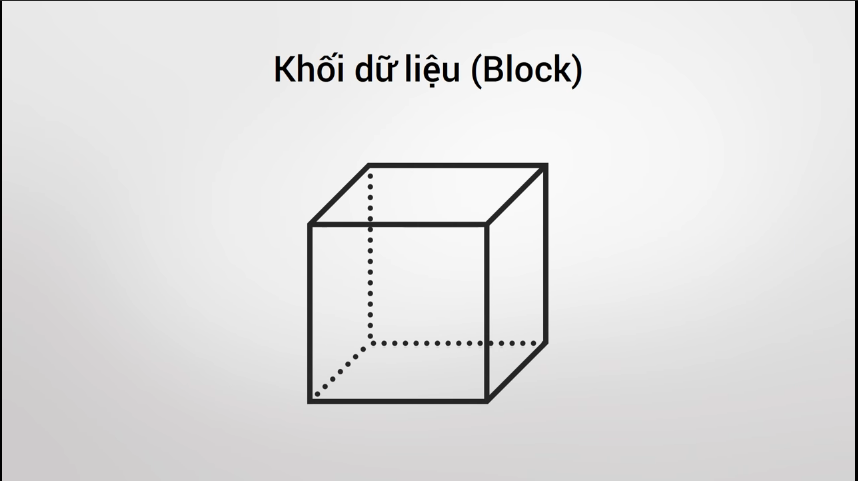 Khối dữ liệu (Block)